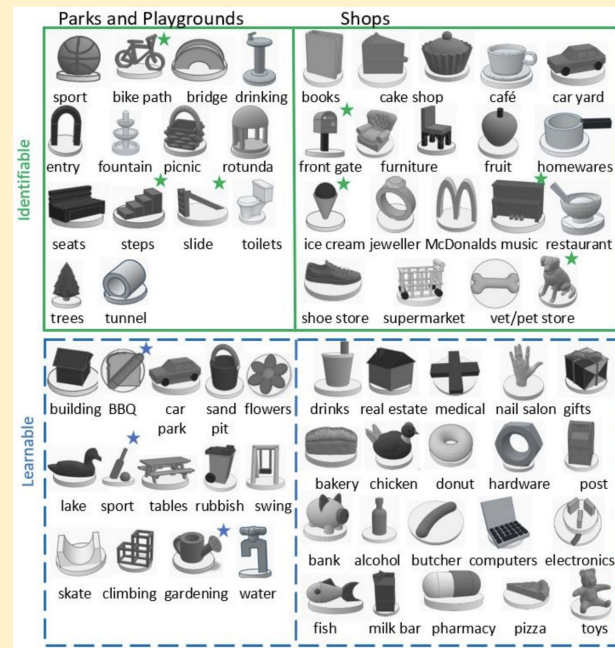 Parks and Playgrounds Shops
Identifiable
sport bike path bridge drinking
entry fountain picnic rotunda
seats steps slide toilets
trees tunnel
books cake shop café car yard
front gate furniture fruit homewares
ice cream jeweller McDonalds music restaurant
shoe store supermarket vet/pet store
Learnable
building BBQ car park sand pit flowers
lake sport tables rubbish swing
skate climbing gardening water
drinks real estate medical nail salon gifts
bakery chicken donut hardware post
bank alcohol butcher computers electronics
fish milk bar pharmacy pizza toys